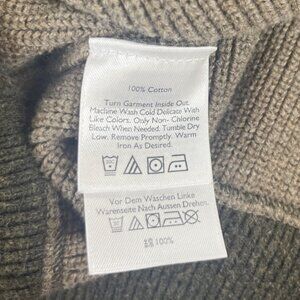 100% Cotton
Turn Garment Inside Out.
Machine Wash Cold Delicate With
Like Colors. Only Non- Chlorine
Bleach When Needed. Tumble Dry
Low. Remove Promptly. Warm
Iron As Desired.
Vor Dem Waschen Linke
Warenseite Nach Aussen Drehen.
100%